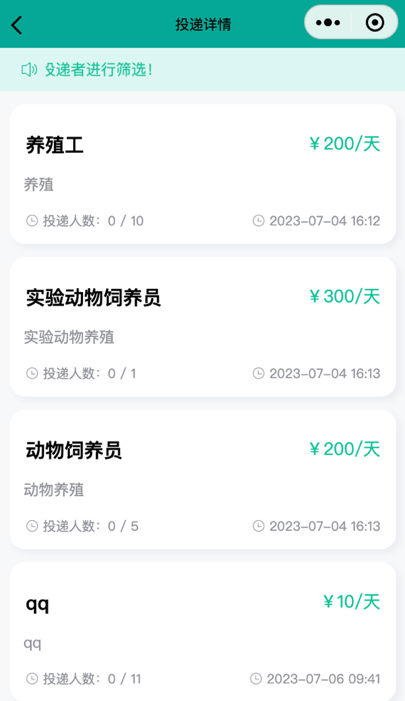 投递详情
投递者进行筛选！
养殖工
￥200/天
养殖
投递人数：0 / 10
2023-07-04 16:12
实验动物饲养员
￥300/天
实验动物养殖
投递人数：0 / 1
2023-07-04 16:13
动物饲养员
￥200/天
动物养殖
投递人数：0 / 5
2023-07-04 16:13
qq
￥10/天
qq
投递人数：0 / 11
2023-07-06 09:41